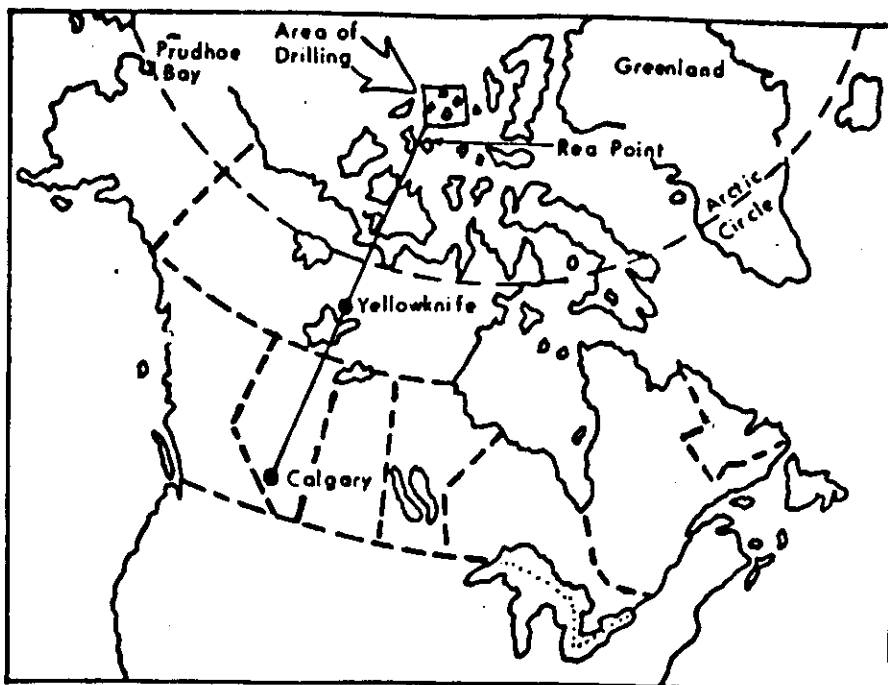 Prudhoe
Bay
Area of
Drilling
Greenland
Rea Point
Arctic
Circle
Yellowknife
Calgary